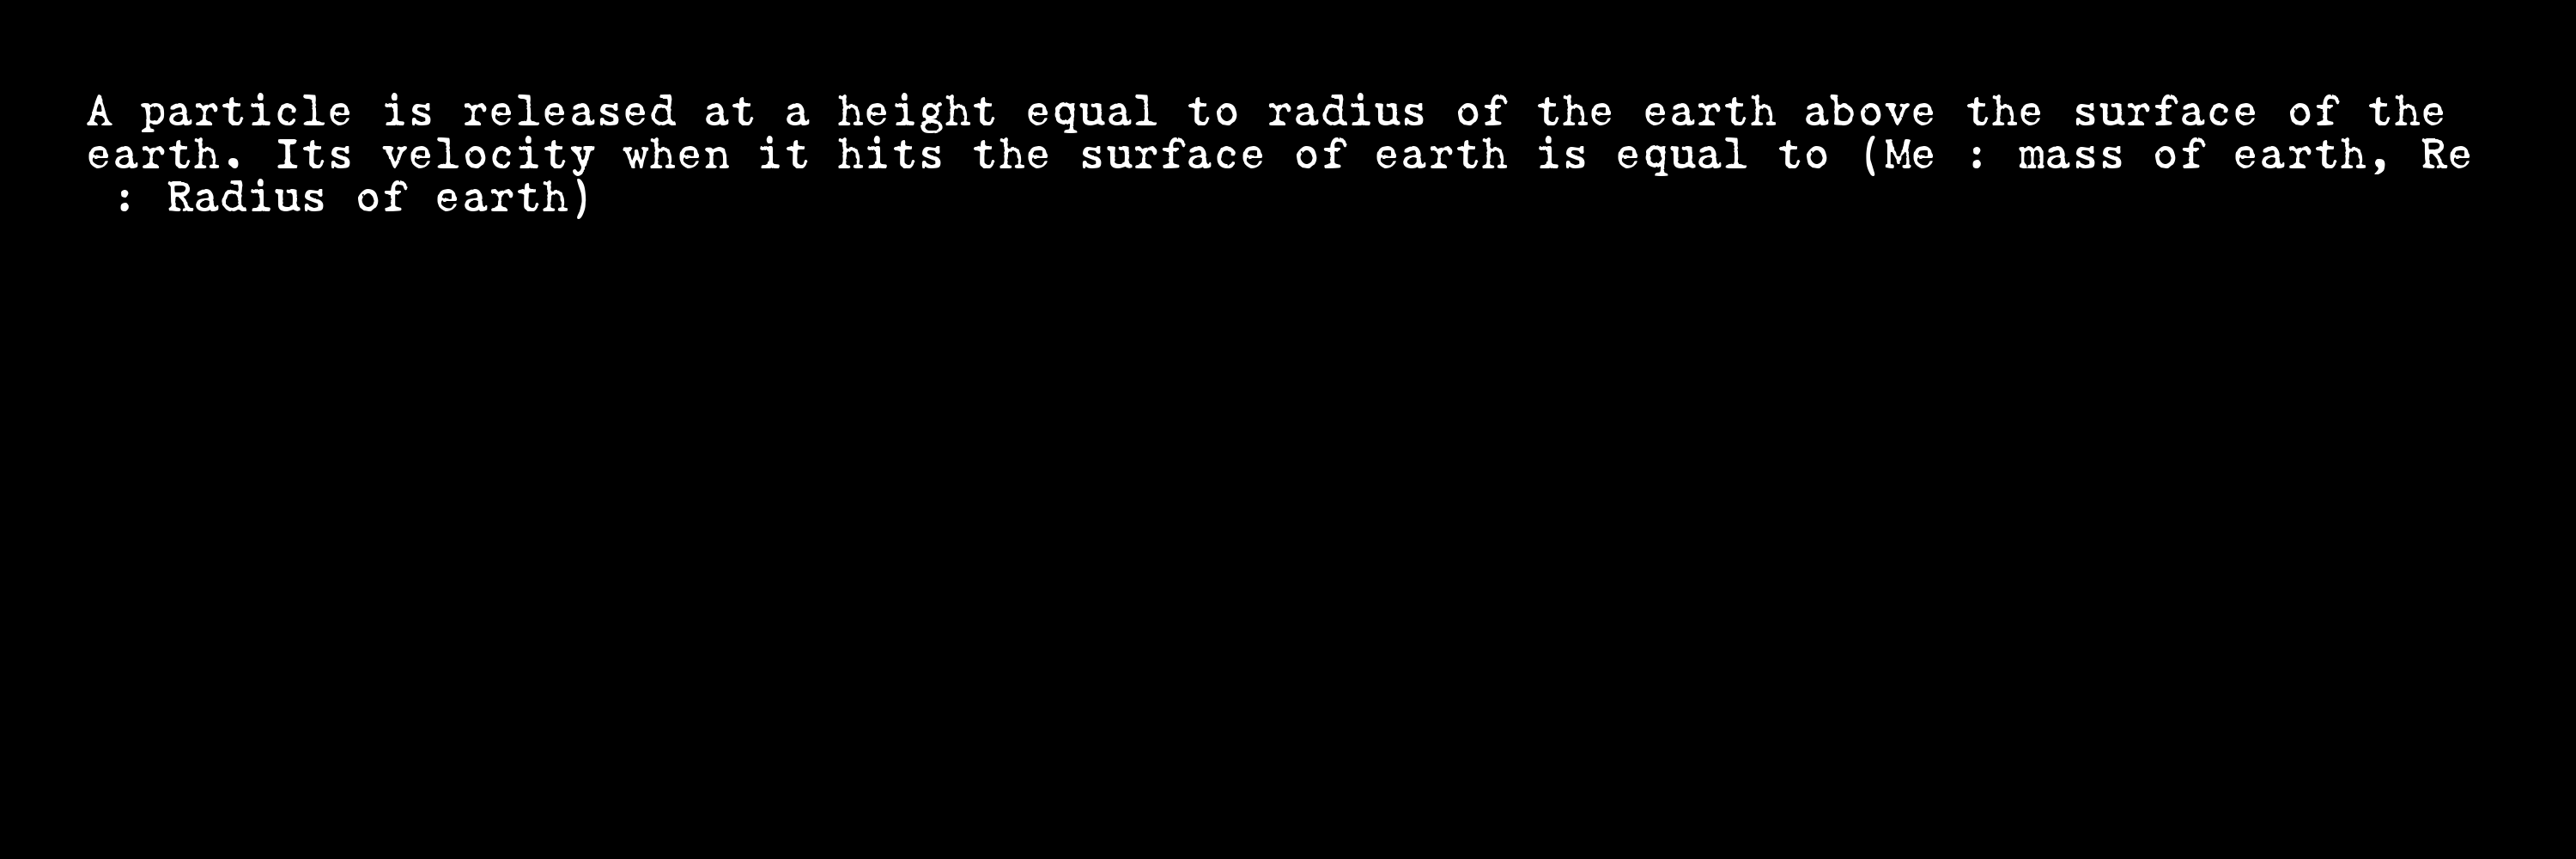 A particle is released at a height equal to radius of the earth above the surface of the
earth. Its velocity when it hits the surface of earth is equal to (Me : mass of earth, Re
: Radius of earth)